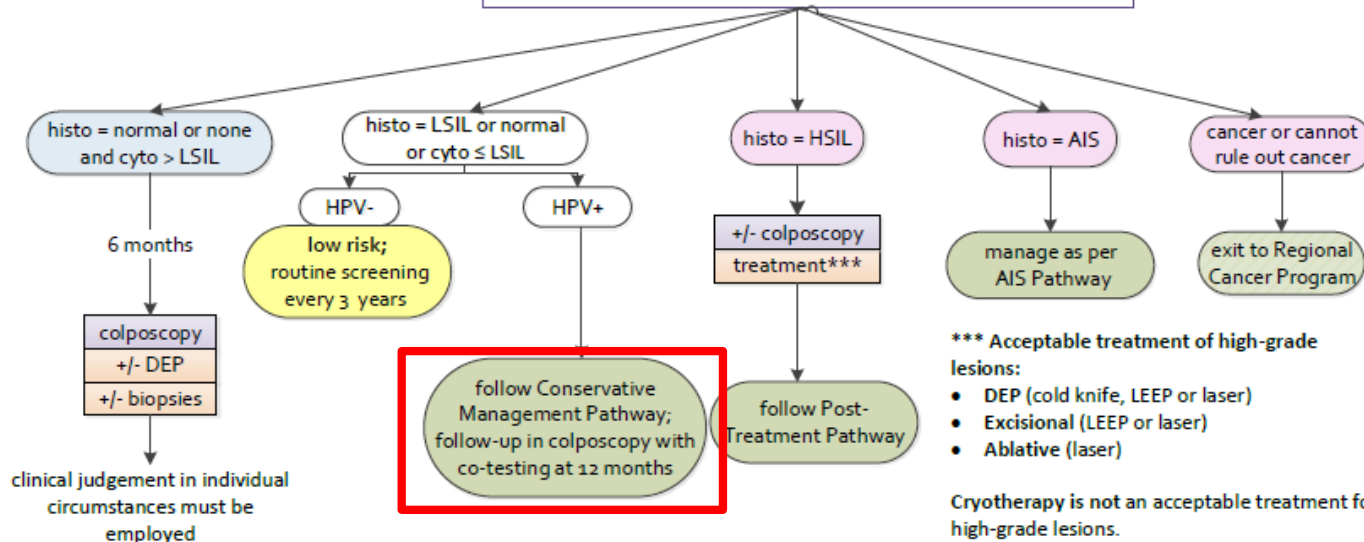 histo = normal or none
and cyto > LSIL
histo = LSIL or normal
or cyto ≤ LSIL
histo = HSIL
histo = AIS
cancer or cannot
rule out cancer
HPV-
HPV+
6 months
low risk;
routine screening
every 3 years
+/- colposcopy
treatment***
manage as per
AIS Pathway
exit to Regional
Cancer Program
colposcopy
+/- DEP
+/- biopsies
follow Conservative
Management Pathway;
follow-up in colposcopy with
co-testing at 12 months
follow Post-
Treatment Pathway
clinical judgement in individual
circumstances must be
employed
*** Acceptable treatment of high-grade
lesions:
• DEP (cold knife, LEEP or laser)
• Excisional (LEEP or laser)
• Ablative (laser)
Cryotherapy is not an acceptable treatment fo
high-grade lesions.